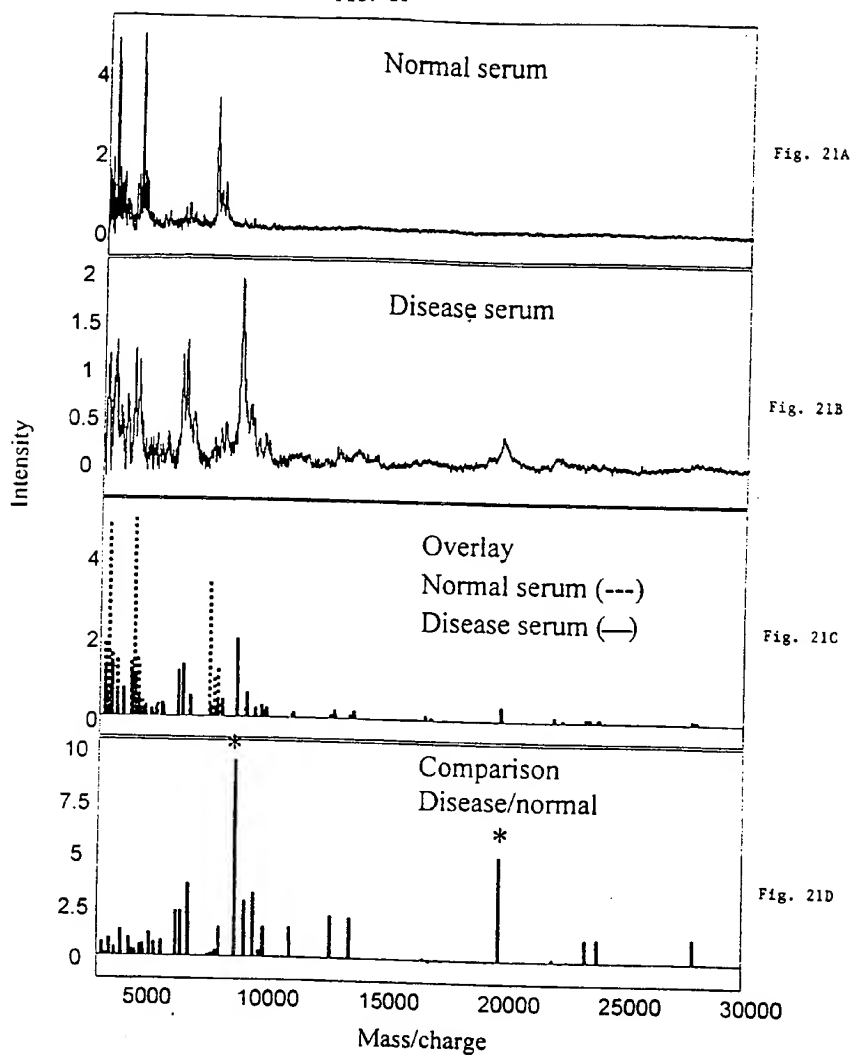 4
2
0
Normal serum
Fig. 21A
2
1.5
1
0.5
0
Disease serum
Fig. 21B
Intensity
4
2
0
Overlay
Normal serum (---)
Disease serum (—)
Fig. 21C
10
7.5
5
2.5
0
*
Comparison
Disease/normal
*
Fig. 21D
5000 10000 15000 20000 25000 30000
Mass/charge